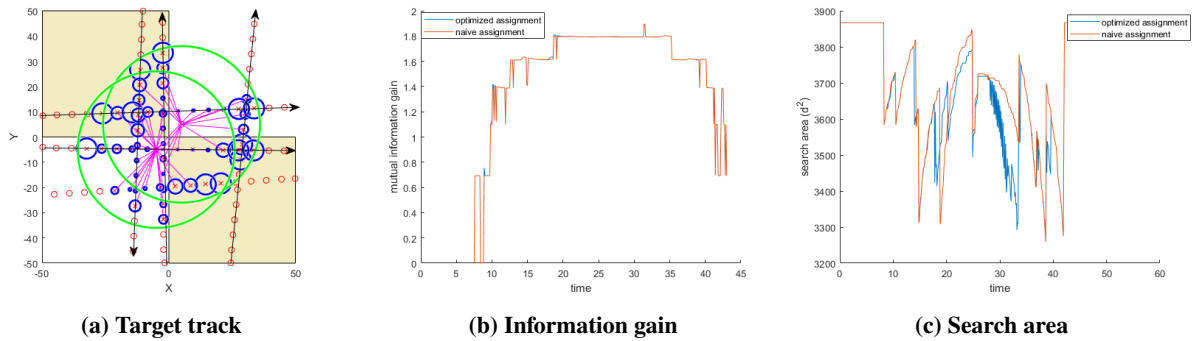 50
40
30
20
10
0
-10
-20
-30
-40
-50
Y
-50
0
50
X
2
1.8
1.6
1.4
1.2
1
0.8
0.6
0.4
0.2
0
mutual information gain
0 5 10 15 20 25 30 35 40 45 50
time
optimized assignment
naive assignment
3900
3800
3700
3600
3500
3400
3300
3200
search area (d²)
0 10 20 30 40 50 60
time
optimized assignment
naive assignment
(a) Target track
(b) Information gain
(c) Search area